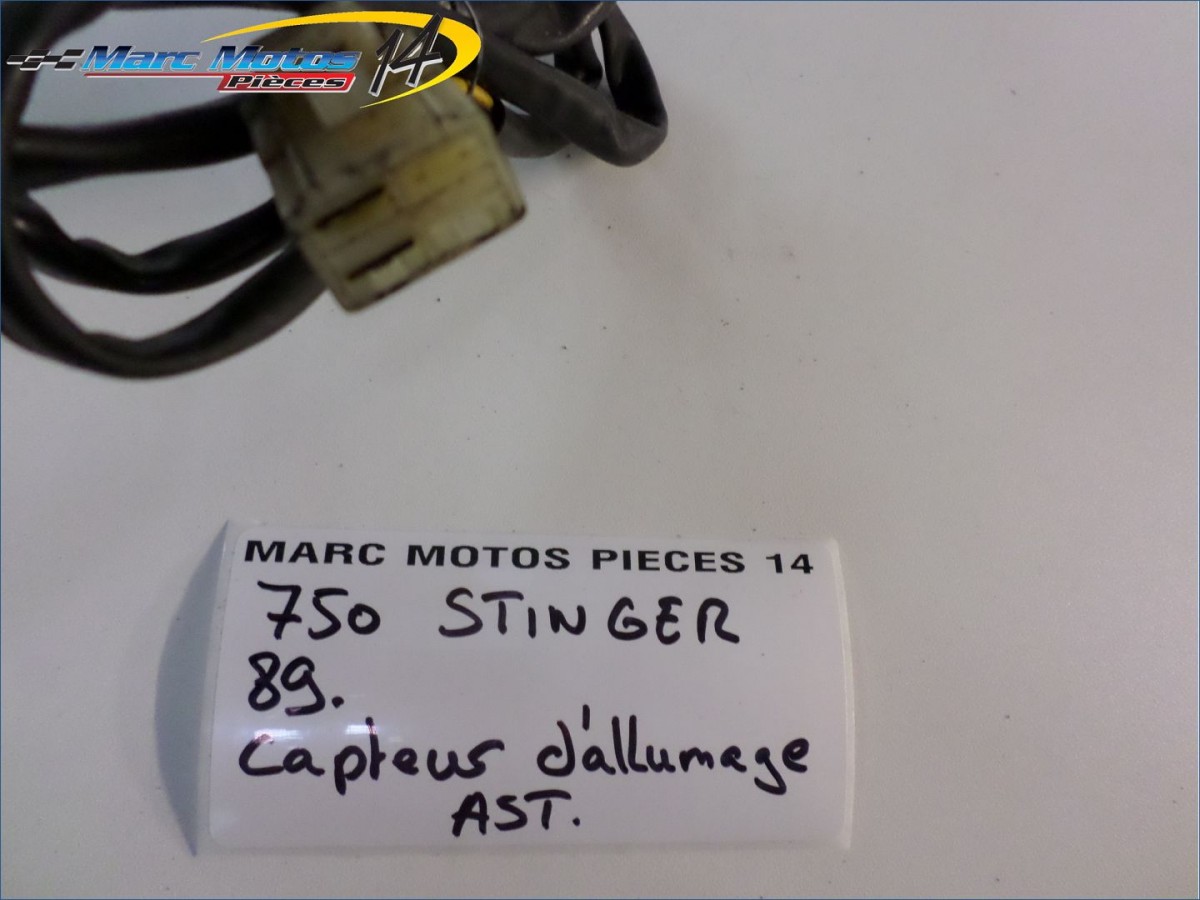 Marc Motos 14
Pièces
MARC MOTOS PIECES 14
750 STINGER
89.
Capteur d'allumage
AST.